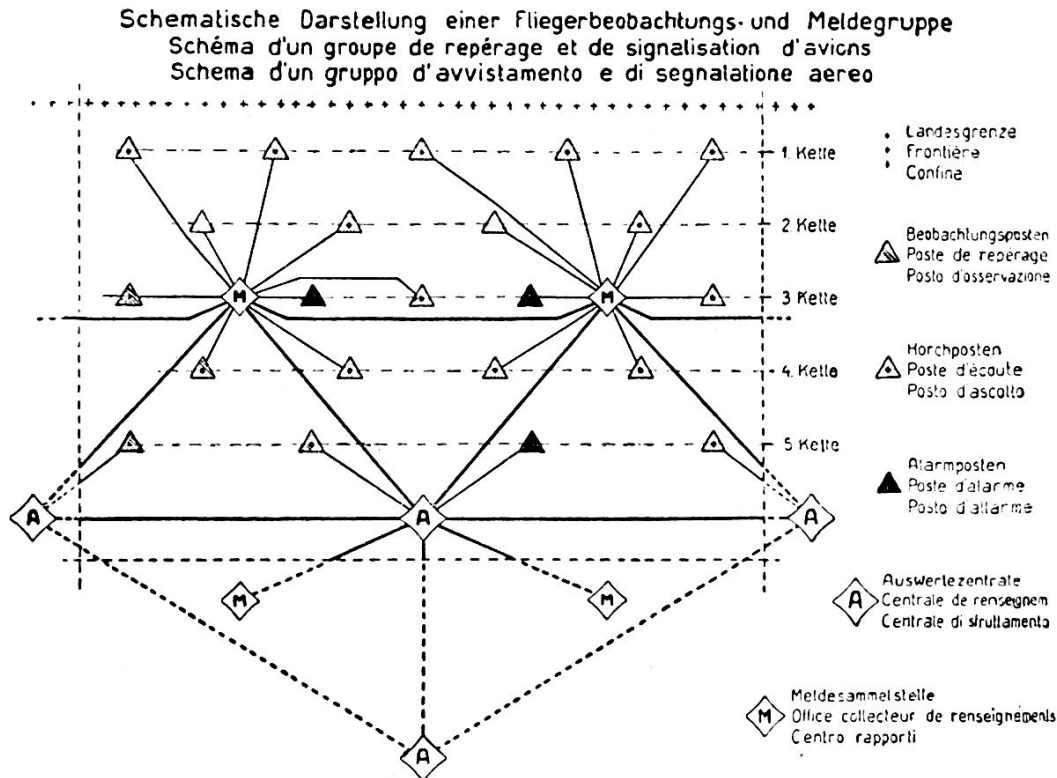 Schematische Darstellung einer Fliegerbeobachtungs- und Meldegruppe
Schéma d'un groupe de repérage et de signalisation d'avions
Schema d'un gruppo d'avvistamento e di segnalatione aereo
Landesgrenze
Frontière
Confine
1. Kette
2. Kette
Beobachtungsposten
Poste de repérage
Posto d'osservazione
M
M
3 Kette
Horchposten
Poste d'écoute
Posto d'ascolto
4. Kette
5. Kette
Alarmposten
Poste d'alarme
Posto d'allarme
A
A
A
Auswertezentrale
Centrale de renseignem
Centrale di sfruttamento
A
M
M
Meldesammelstelle
Office collecteur de renseignements
Centro rapporti
M
A